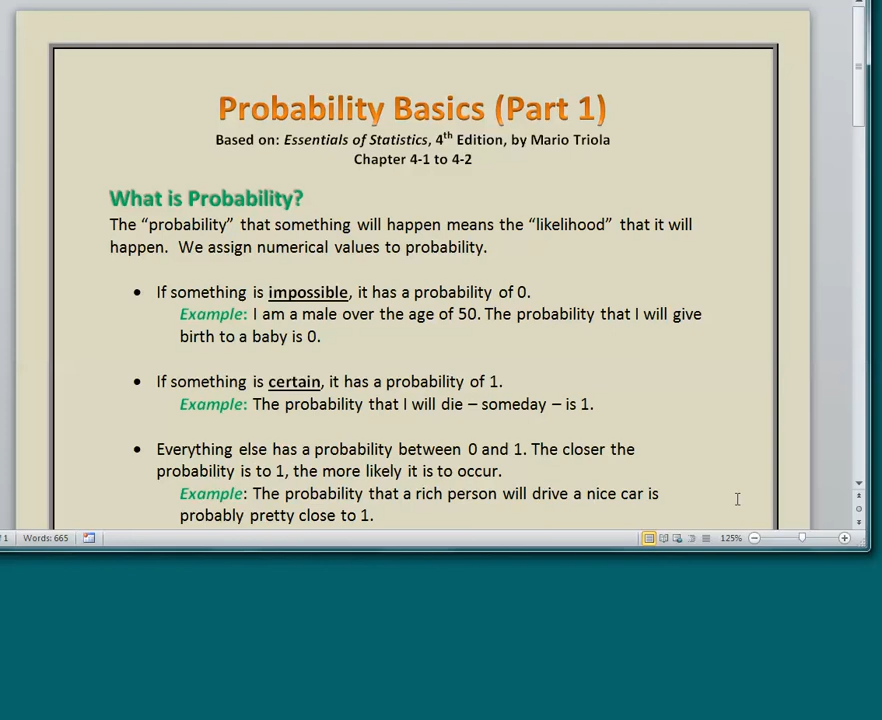 Probability Basics (Part 1)
Based on: Essentials of Statistics, 4th Edition, by Mario Triola
Chapter 4-1 to 4-2
What is Probability?
The “probability” that something will happen means the “likelihood” that it will
happen. We assign numerical values to probability.
• If something is impossible, it has a probability of 0.
Example: I am a male over the age of 50. The probability that I will give
birth to a baby is 0.
• If something is certain, it has a probability of 1.
Example: The probability that I will die – someday – is 1.
• Everything else has a probability between 0 and 1. The closer the
probability is to 1, the more likely it is to occur.
Example: The probability that a rich person will drive a nice car is
probably pretty close to 1.
1 Words: 665 125%